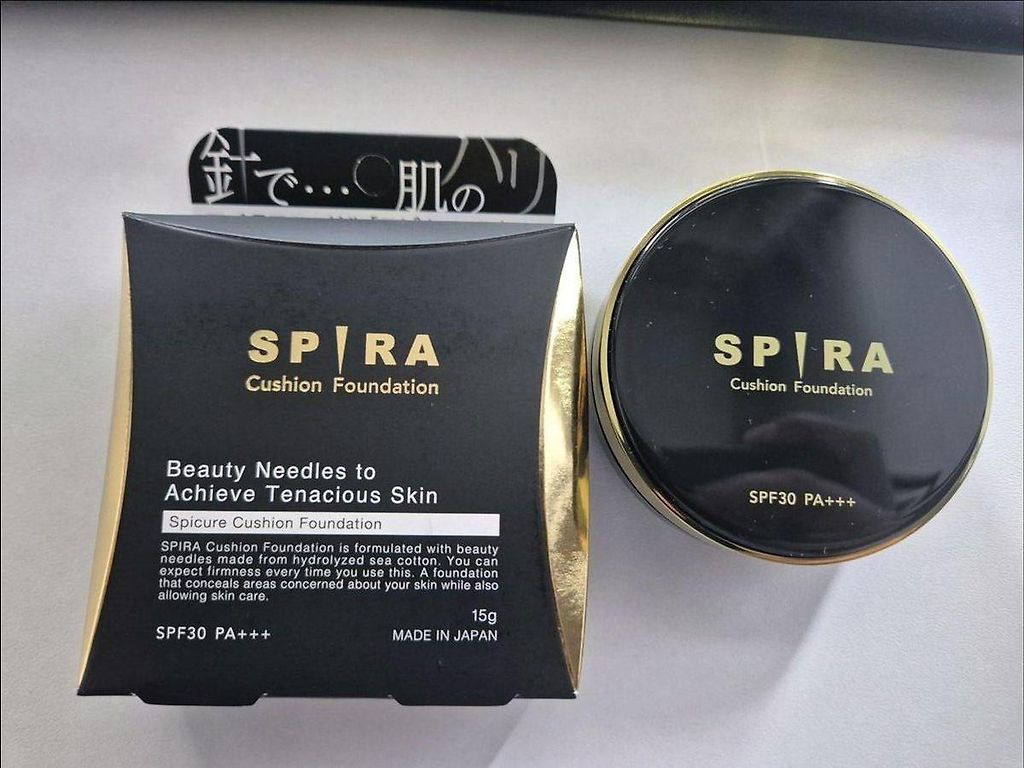 針で…肌のハリ
SPIRA
Cushion Foundation
Beauty Needles to
Achieve Tenacious Skin
Spicure Cushion Foundation
SPIRA Cushion Foundation is formulated with beauty
needles made from hydrolyzed sea cotton. You can
expect firmness every time you use this. A foundation
that conceals areas concerned about your skin while also
allowing skin care.
15g
SPF30 PA+++
MADE IN JAPAN
SPIRA
Cushion Foundation
SPF30 PA+++